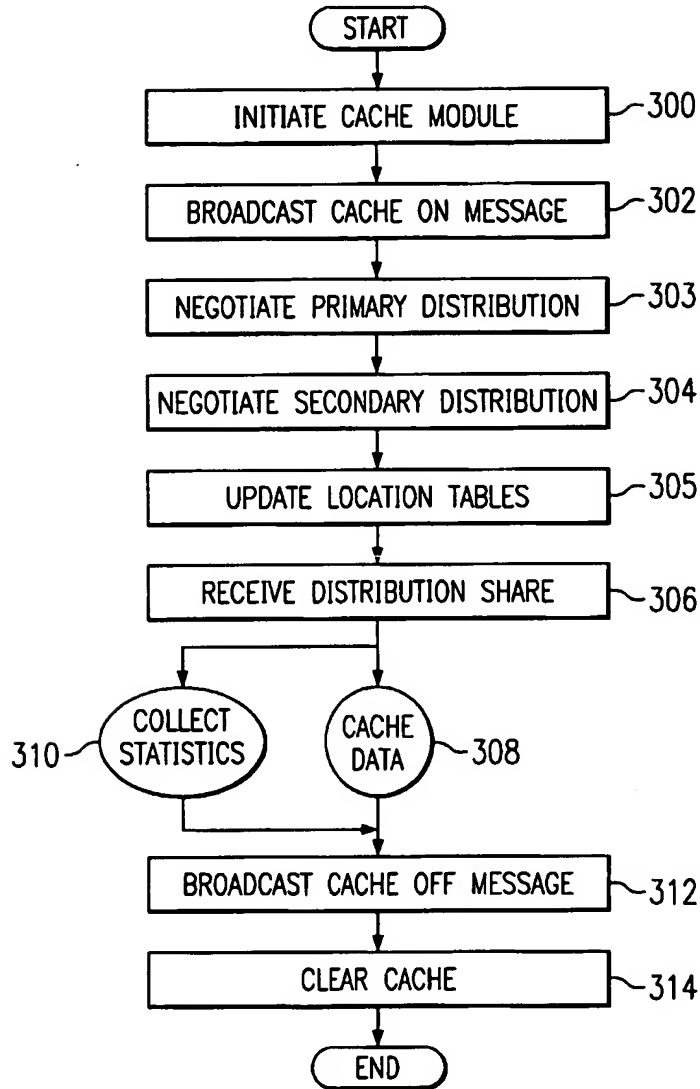 START
INITIATE CACHE MODULE
300
BROADCAST CACHE ON MESSAGE
302
NEGOTIATE PRIMARY DISTRIBUTION
303
NEGOTIATE SECONDARY DISTRIBUTION
304
UPDATE LOCATION TABLES
305
RECEIVE DISTRIBUTION SHARE
306
310
COLLECT
STATISTICS
CACHE
DATA
308
BROADCAST CACHE OFF MESSAGE
312
CLEAR CACHE
314
END